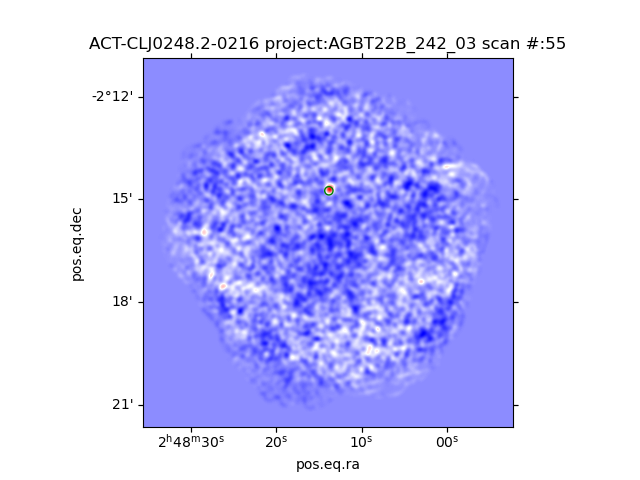 ACT-CLJ0248.2-0216 project:AGBT22B_242_03 scan #:55
-2°12'
15'
18'
21'
pos.eq.dec
2ʰ48ᵐ30ˢ 20ˢ 10ˢ 00ˢ
pos.eq.ra